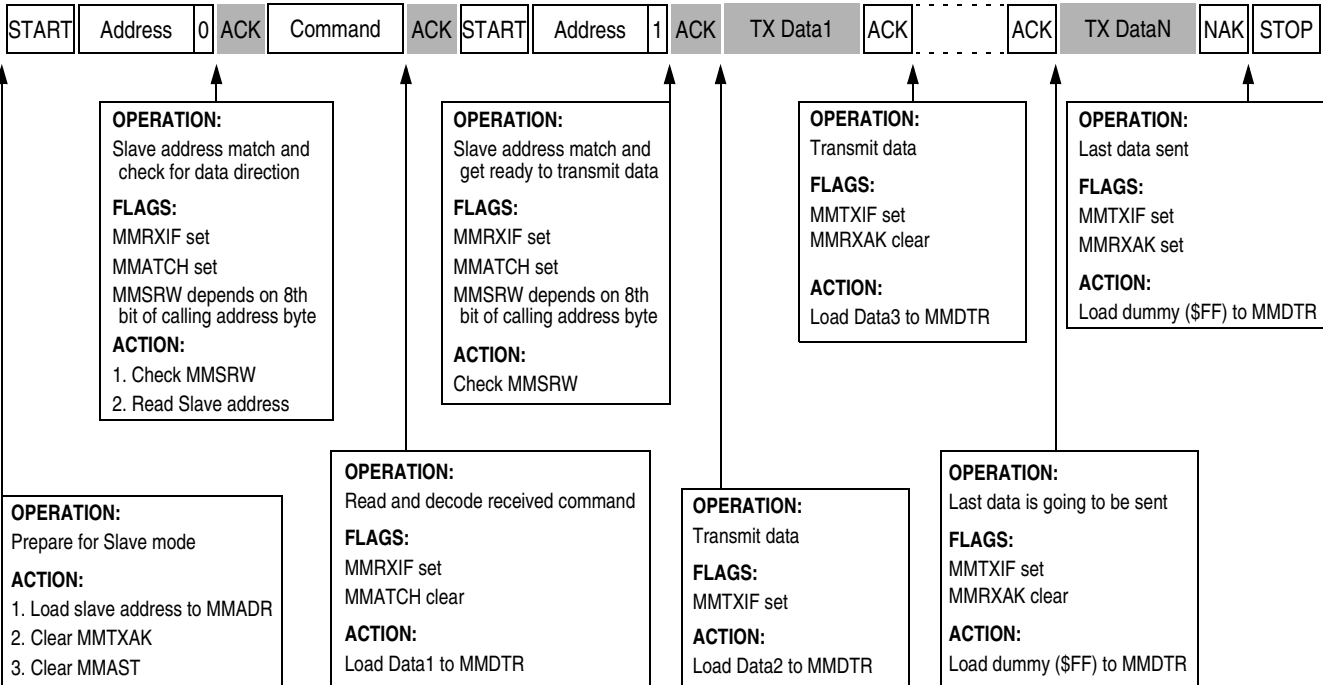 START Address 0 ACK Command ACK START Address 1 ACK TX Data1 ACK ACK TX DataN NAK STOP
OPERATION:
Slave address match and
check for data direction
FLAGS:
MMRXIF set
MMATCH set
MMSRW depends on 8th
bit of calling address byte
ACTION:
1. Check MMSRW
2. Read Slave address
OPERATION:
Slave address match and
get ready to transmit data
FLAGS:
MMRXIF set
MMATCH set
MMSRW depends on 8th
bit of calling address byte
ACTION:
Check MMSRW
OPERATION:
Transmit data
FLAGS:
MMTXIF set
MMRXAK clear
ACTION:
Load Data3 to MMDTR
OPERATION:
Last data sent
FLAGS:
MMTXIF set
MMRXAK set
ACTION:
Load dummy ($FF) to MMDTR
OPERATION:
Prepare for Slave mode
ACTION:
1. Load slave address to MMADR
2. Clear MMTXAK
3. Clear MMAST
OPERATION:
Read and decode received command
FLAGS:
MMRXIF set
MMATCH clear
ACTION:
Load Data1 to MMDTR
OPERATION:
Transmit data
FLAGS:
MMTXIF set
ACTION:
Load Data2 to MMDTR
OPERATION:
Last data is going to be sent
FLAGS:
MMTXIF set
MMRXAK clear
ACTION:
Load dummy ($FF) to MMDTR